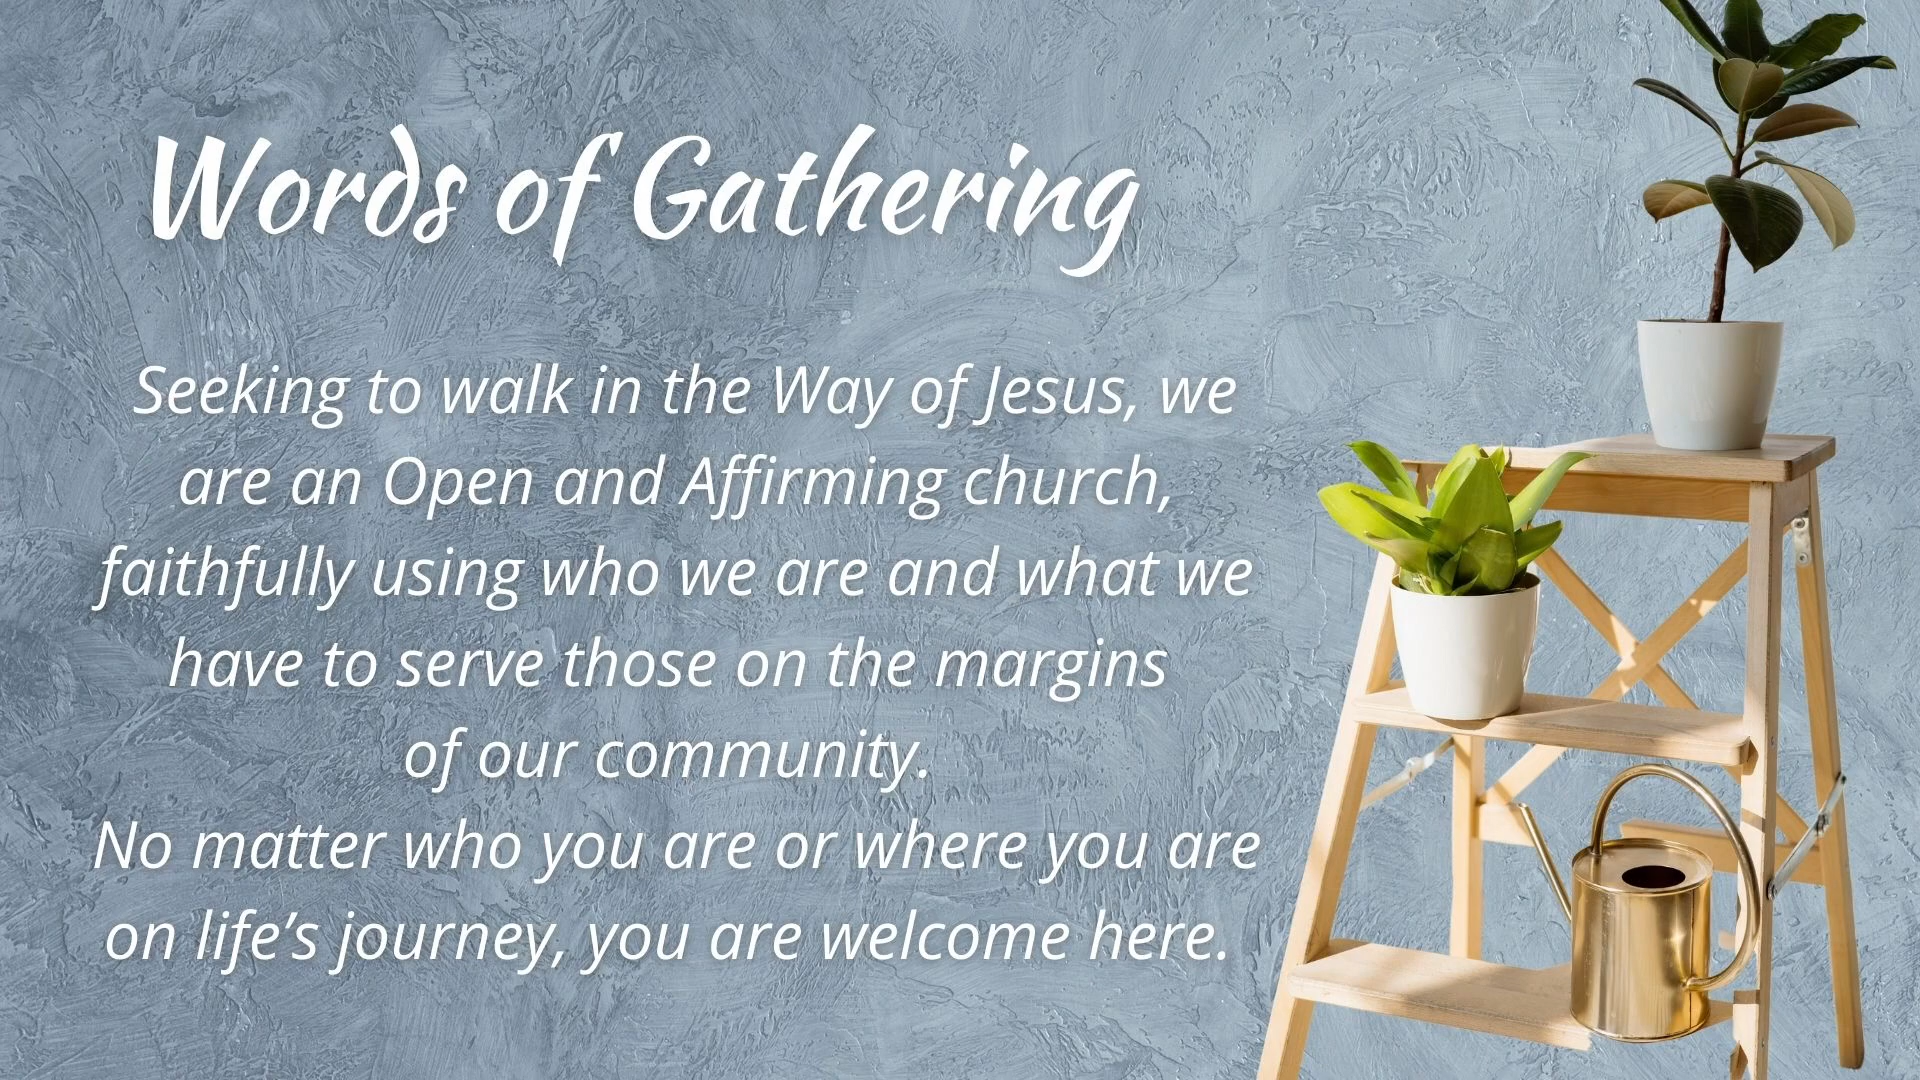 Words of Gathering
Seeking to walk in the Way of Jesus, we
are an Open and Affirming church,
faithfully using who we are and what we
have to serve those on the margins
of our community.
No matter who you are or where you are
on life’s journey, you are welcome here.